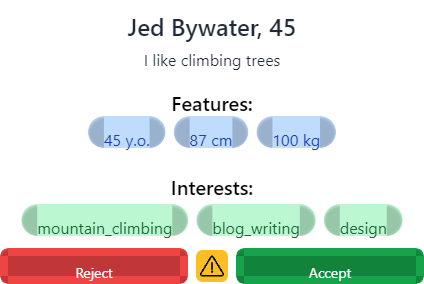 Jed Bywater, 45
I like climbing trees
Features:
45 y.o. 87 cm 100 kg
Interests:
mountain_climbing blog_writing design
Reject Accept